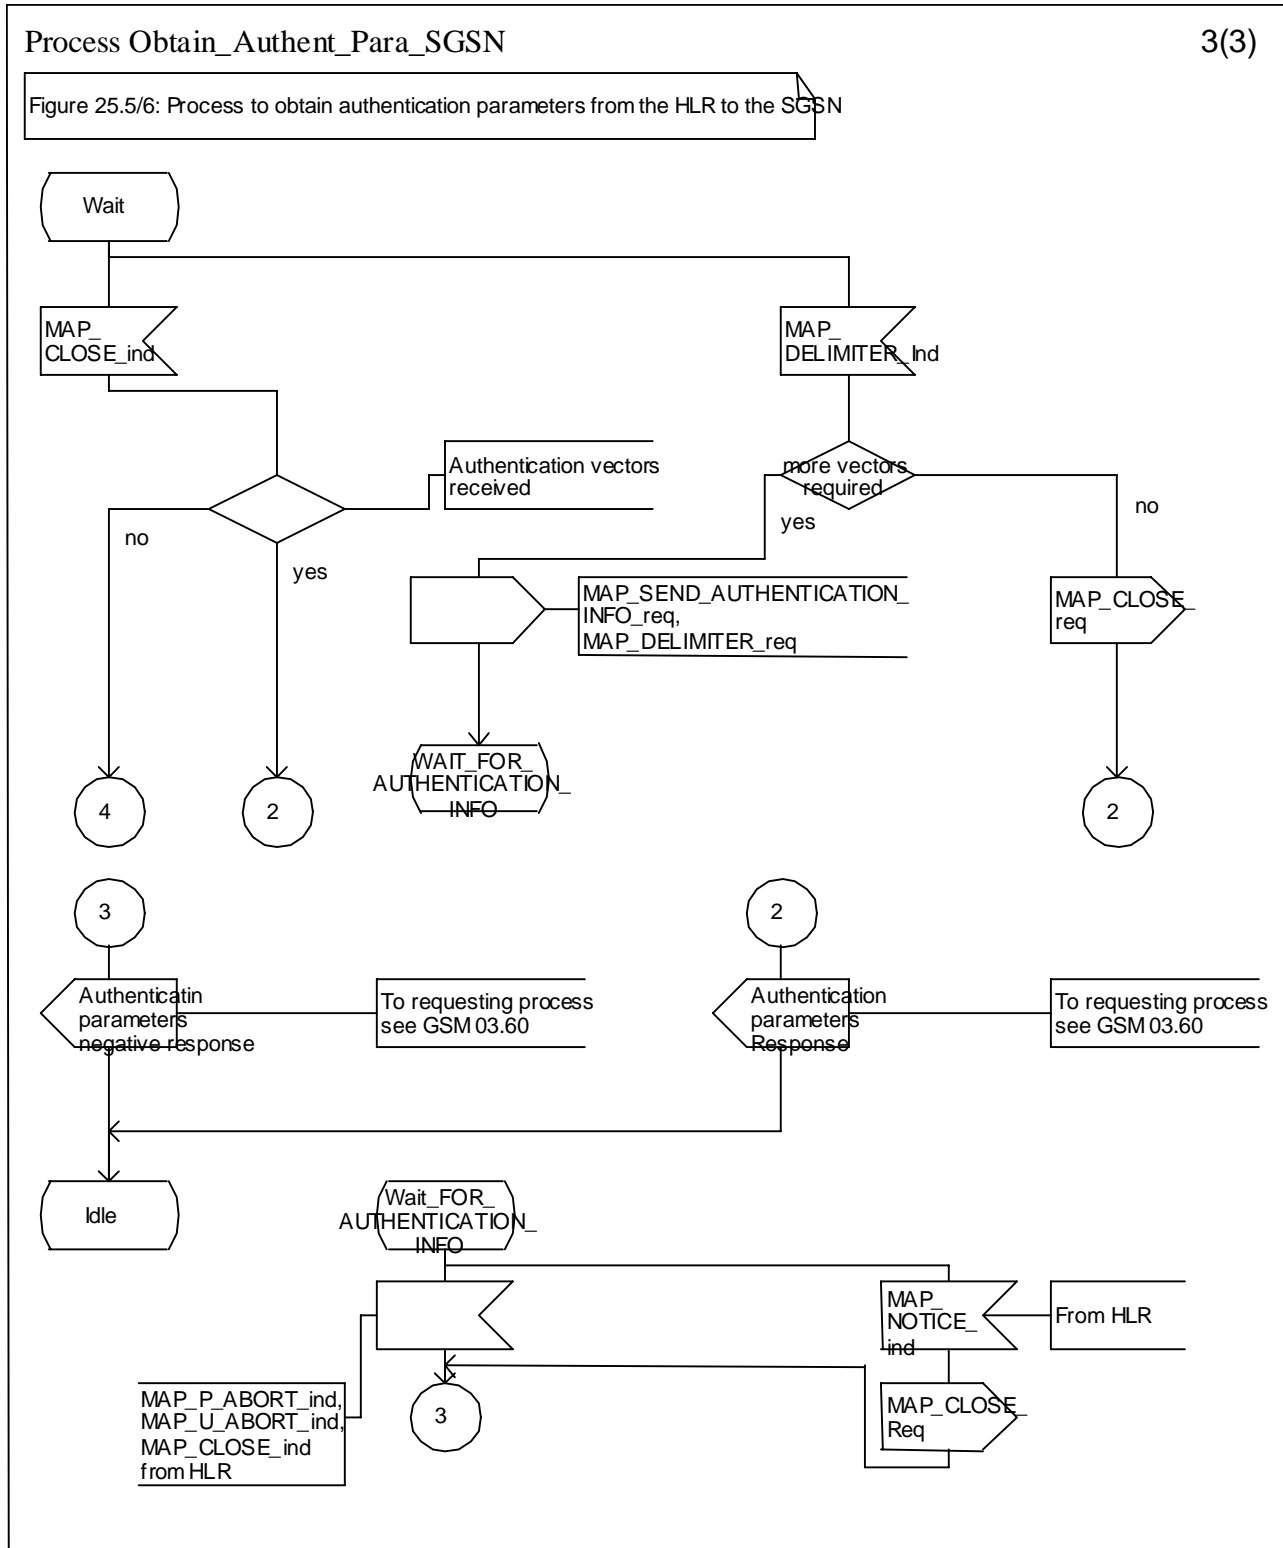 Process Obtain_Authent_Para_SGSN
3(3)
Figure 25.5/6: Process to obtain authentication parameters from the HLR to the SGSN
Wait
MAP_
CLOSE_ind
MAP_
DELIMITER_Ind
Authentication vectors
received
more vectors
required
no
yes
yes
no
MAP_SEND_AUTHENTICATION_
INFO_req,
MAP_DELIMITER_req
MAP_CLOSE_
req
WAIT_FOR_
AUTHENTICATION_
INFO
4
2
2
3
2
Authenticatin
parameters
negative response
To requesting process
see GSM 03.60
Authentication
parameters
Response
To requesting process
see GSM 03.60
Idle
Wait_FOR_
AUTHENTICATION_
INFO
MAP_
NOTICE_
ind
From HLR
MAP_P_ABORT_ind,
MAP_U_ABORT_ind,
MAP_CLOSE_ind
from HLR
3
MAP_CLOSE_
Req